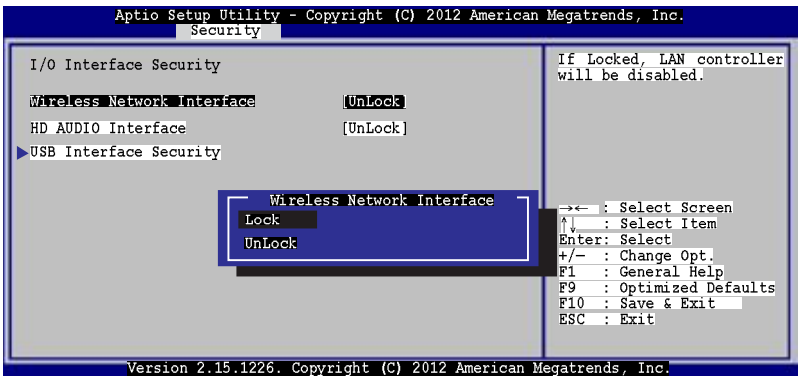 Aptio Setup Utility - Copyright (C) 2012 American Megatrends, Inc.
Security
I/O Interface Security
Wireless Network Interface [UnLock]
HD AUDIO Interface [UnLock]
USB Interface Security
If Locked, LAN controller
will be disabled.
Wireless Network Interface
Lock
UnLock
→← : Select Screen
↑↓ : Select Item
Enter: Select
+/— : Change Opt.
F1 : General Help
F9 : Optimized Defaults
F10 : Save & Exit
ESC : Exit
Version 2.15.1226. Copyright (C) 2012 American Megatrends, Inc.